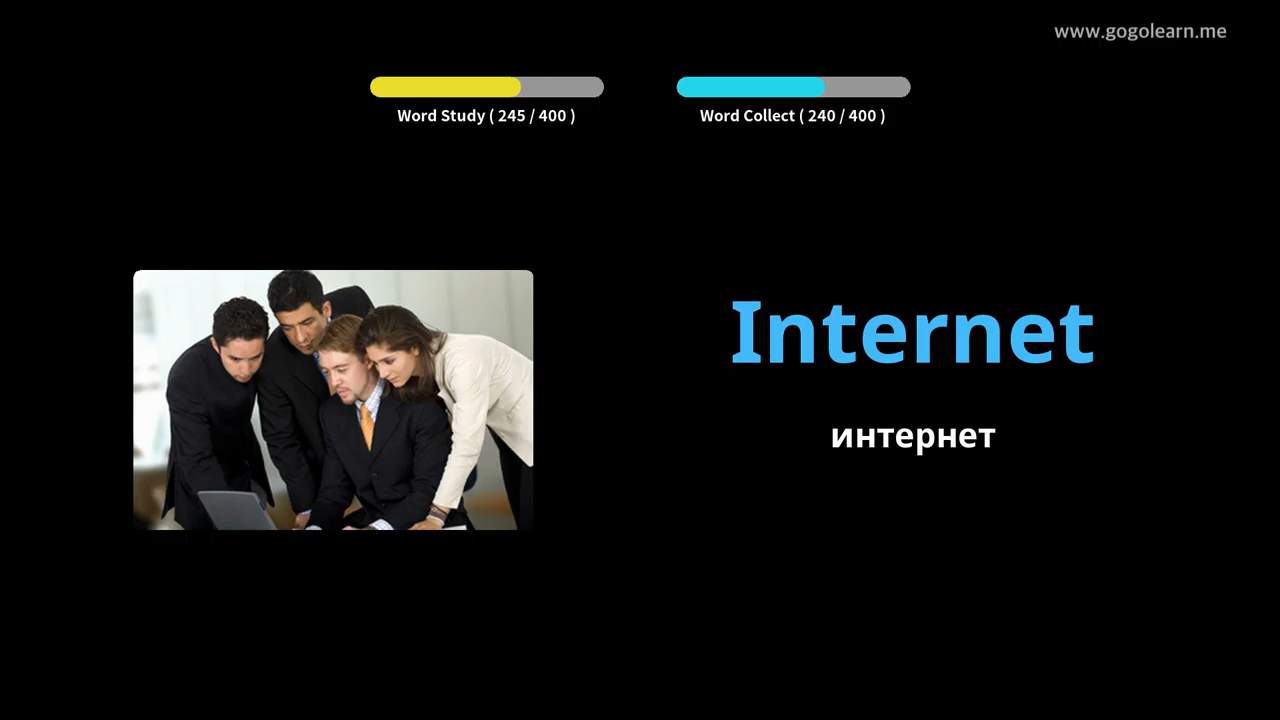 www.gogolearn.me
Word Study ( 245 / 400 )
Word Collect ( 240 / 400 )
Internet
интернет